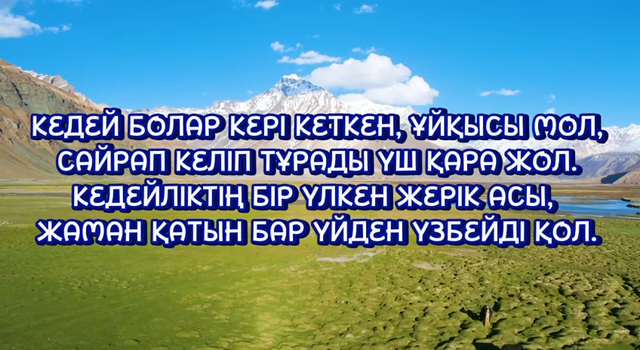 КЕДЕЙ БОЛАР КЕРІ КЕТКЕН, ҰЙҚЫСЫ МОЛ,
САЙРАП КЕЛІП ТҰРАДЫ ҮШ ҚАРА ЖОЛ.
КЕДЕЙЛІКТІҢ БІР ҮЛКЕН ЖЕРІК АСЫ,
ЖАМАН ҚАТЫН БАР ҮЙДЕН ҮЗБЕЙДІ ҚОЛ.